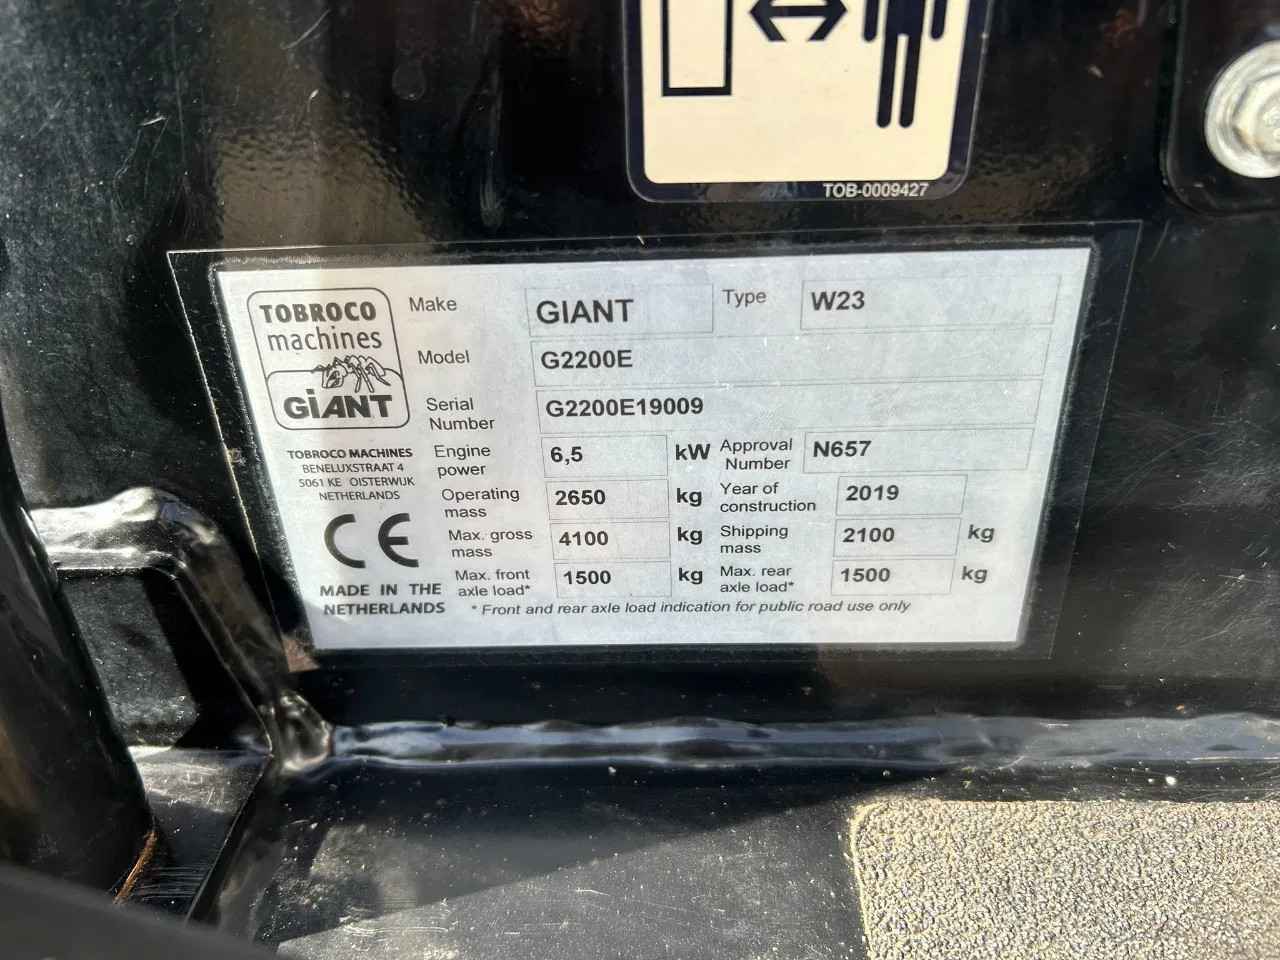 TOB-0009427
TOBROCO
machines
GiANT
TOBROCO MACHINES
BENELUXSTRAAT 4
5061 KE OISTERWIJK
NETHERLANDS
CE
MADE IN THE
NETHERLANDS
Make GIANT Type W23
Model G2200E
Serial Number G2200E19009
Engine power 6,5 kW Approval Number N657
Operating mass 2650 kg Year of construction 2019
Max. gross mass 4100 kg Shipping mass 2100 kg
Max. front axle load* 1500 kg Max. rear axle load* 1500 kg
* Front and rear axle load indication for public road use only